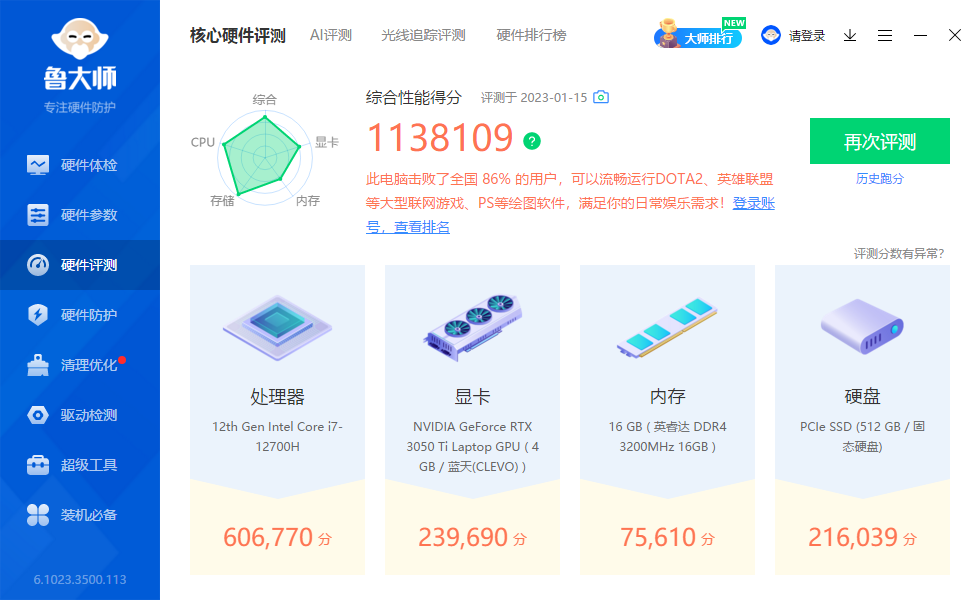 鲁大师
专注硬件防护
硬件体检
硬件参数
硬件评测
硬件防护
清理优化
驱动检测
超级工具
装机必备
6.1023.3500.113
核心硬件评测
AI评测
光线追踪评测
硬件排行榜
大师排行
NEW
请登录
综合
CPU
显卡
存储
内存
综合性能得分
评测于 2023-01-15
1138109
?
此电脑击败了全国 86% 的用户，可以流畅运行DOTA2、英雄联盟
等大型联网游戏、PS等绘图软件，满足你的日常娱乐需求！登录账
号，查看排名
再次评测
历史跑分
评测分数有异常?
处理器
12th Gen Intel Core i7-
12700H
606,770 分
显卡
NVIDIA GeForce RTX
3050 Ti Laptop GPU ( 4
GB / 蓝天(CLEVO) )
239,690 分
内存
16 GB ( 英睿达 DDR4
3200MHz 16GB )
75,610 分
硬盘
PCIe SSD (512 GB / 固
态硬盘)
216,039 分